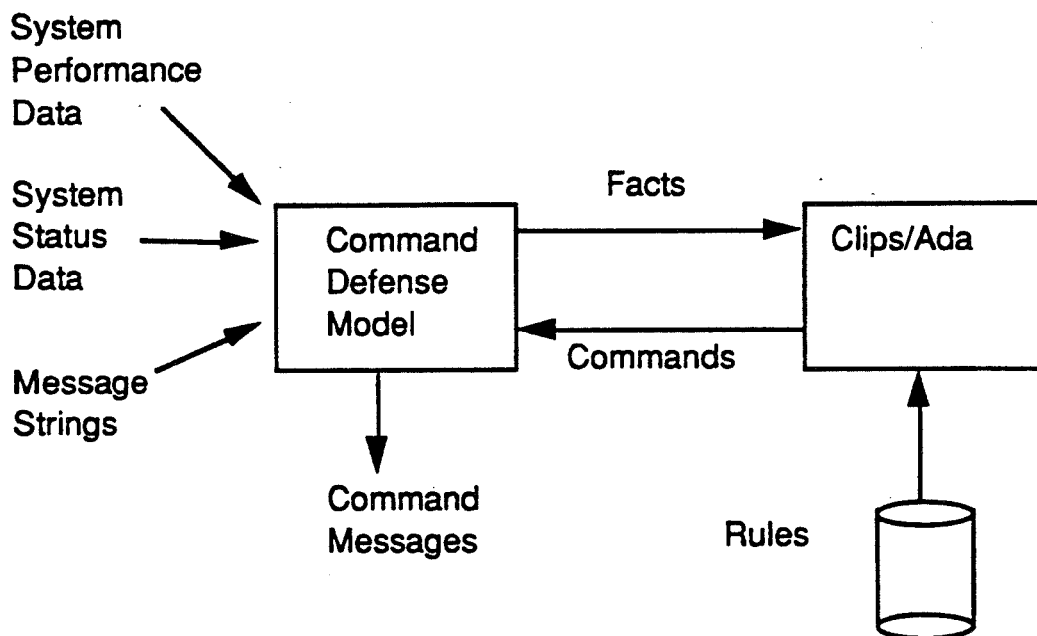 System
Performance
Data
System
Status
Data
Message
Strings
Command
Defense
Model
Facts
Commands
Clips/Ada
Command
Messages
Rules